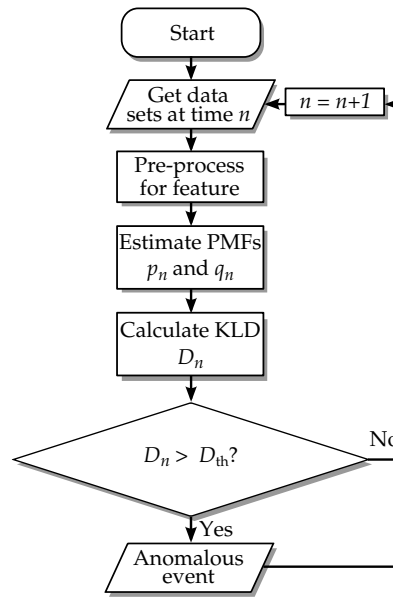 Start
Get data
sets at time n
n = n+1
Pre-process
for feature
Estimate PMFs
pₙ and qₙ
Calculate KLD
Dₙ
Dₙ > Dₜₕ?
No
Yes
Anomalous
event